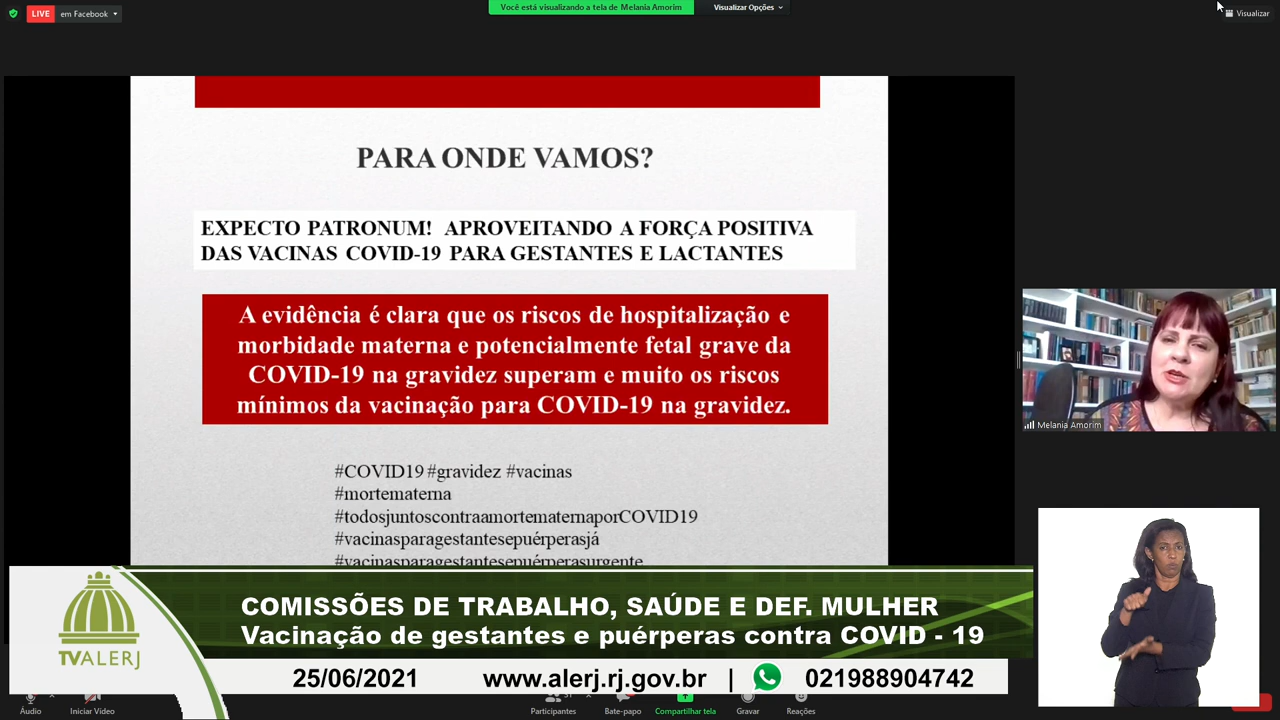 LIVE em Facebook
Você está visualizando a tela de Melania Amorim
Visualizar Opções
Visualizar
PARA ONDE VAMOS?
EXPECTO PATRONUM! APROVEITANDO A FORÇA POSITIVA
DAS VACINAS COVID-19 PARA GESTANTES E LACTANTES
A evidência é clara que os riscos de hospitalização e
morbidade materna e potencialmente fetal grave da
COVID-19 na gravidez superam e muito os riscos
mínimos da vacinação para COVID-19 na gravidez.
#COVID19 #gravidez #vacinas
#mortematerna
#todosjuntoscontraamortematernaporCOVID19
#vacinasparagestantesepuérperasjá
#vacinasparagestantesepuérperasurgente
Melania Amorim
TVALERJ
COMISSÕES DE TRABALHO, SAÚDE E DEF. MULHER
Vacinação de gestantes e puérperas contra COVID - 19
25/06/2021 www.alerj.rj.gov.br | 021988904742
Áudio
Iniciar Vídeo
Participantes
Bate-papo
Compartilhar tela
Gravar
Reações